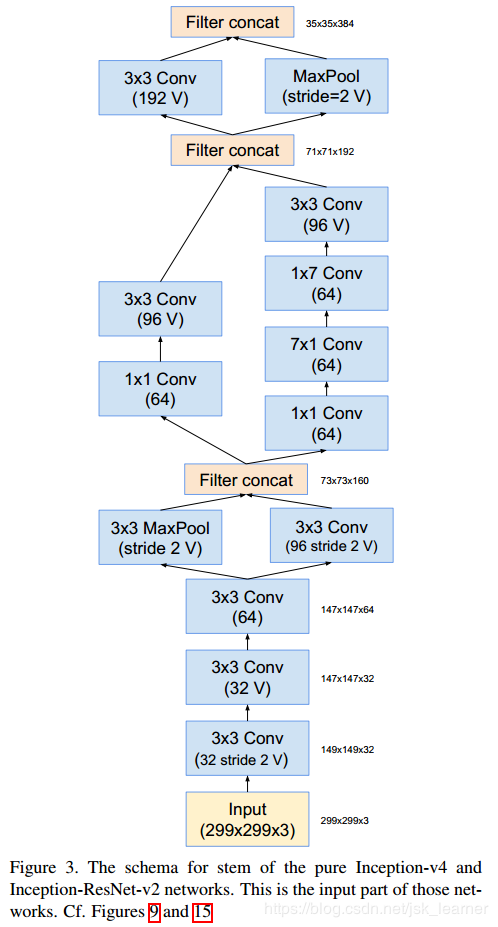 Filter concat
35x35x384
3x3 Conv
(192 V)
MaxPool
(stride=2 V)
Filter concat
71x71x192
3x3 Conv
(96 V)
1x7 Conv
(64)
3x3 Conv
(96 V)
7x1 Conv
(64)
1x1 Conv
(64)
1x1 Conv
(64)
Filter concat
73x73x160
3x3 MaxPool
(stride 2 V)
3x3 Conv
(96 stride 2 V)
3x3 Conv
(64)
147x147x64
3x3 Conv
(32 V)
147x147x32
3x3 Conv
(32 stride 2 V)
149x149x32
Input
(299x299x3)
299x299x3
Figure 3. The schema for stem of the pure Inception-v4 and
Inception-ResNet-v2 networks. This is the input part of those net-
works. Cf. Figures 9 and 15
https://blog.csdn.net/jsk_learner